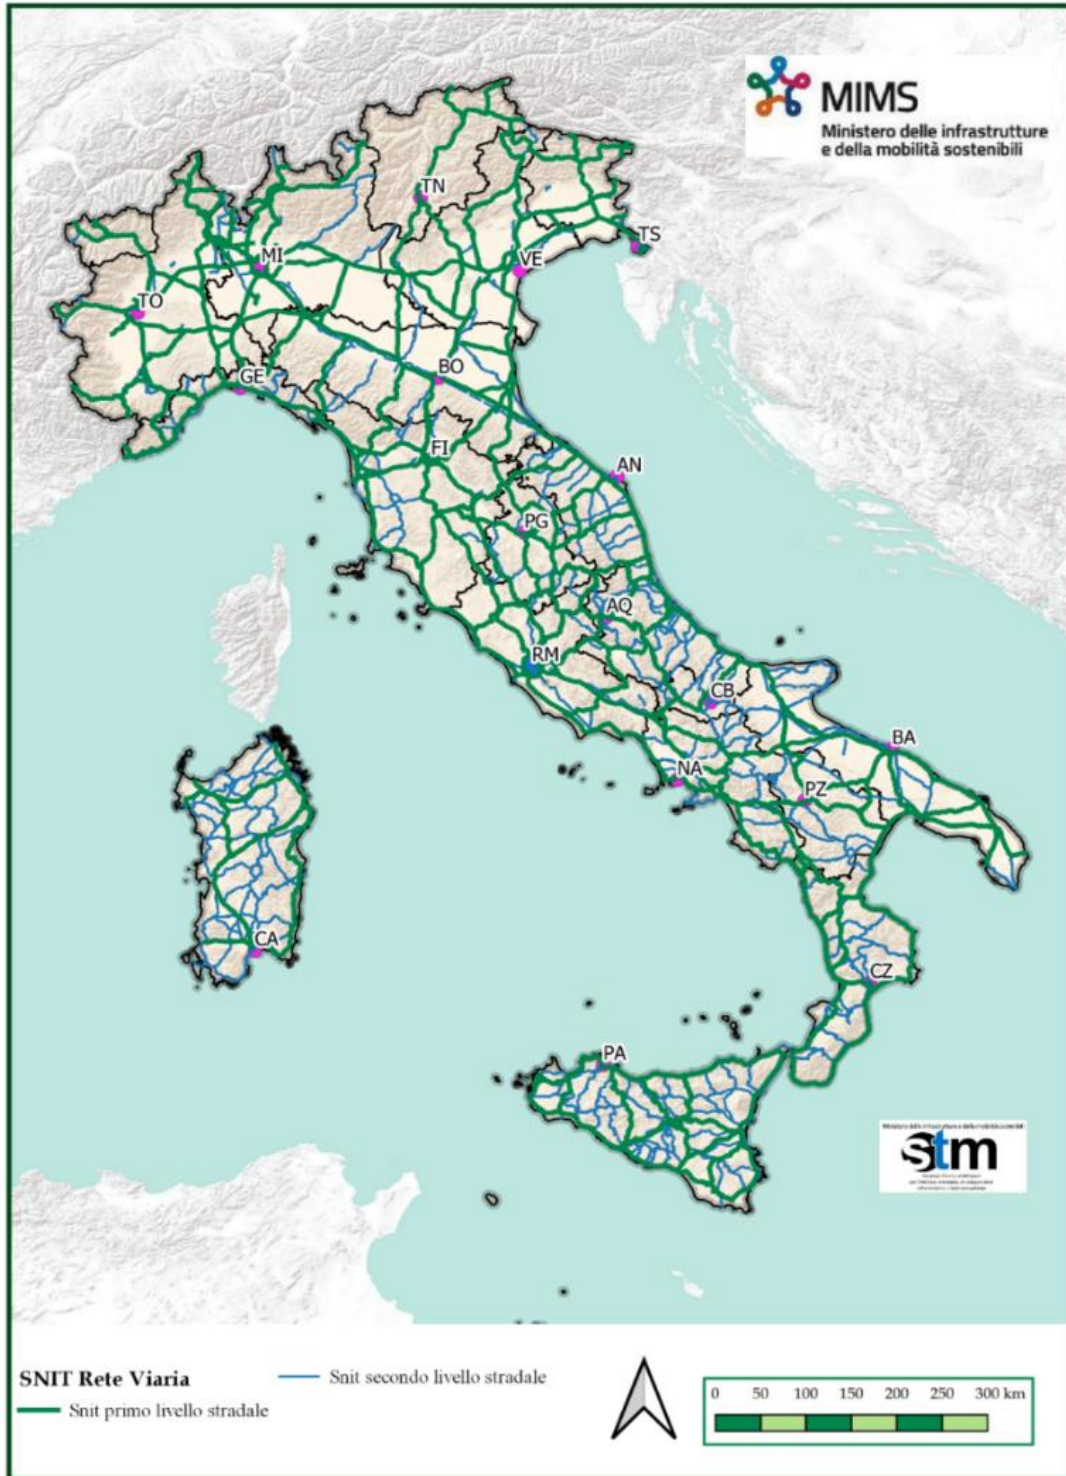 MIMS
Ministero delle infrastrutture
e della mobilità sostenibili
TN
TS
MI
VE
TO
BO
GE
FI
AN
PG
AQ
RM
CB
BA
NA
PZ
CA
CZ
PA
stm
SNIT Rete Viaria
Snit secondo livello stradale
Snit primo livello stradale
0 50 100 150 200 250 300 km